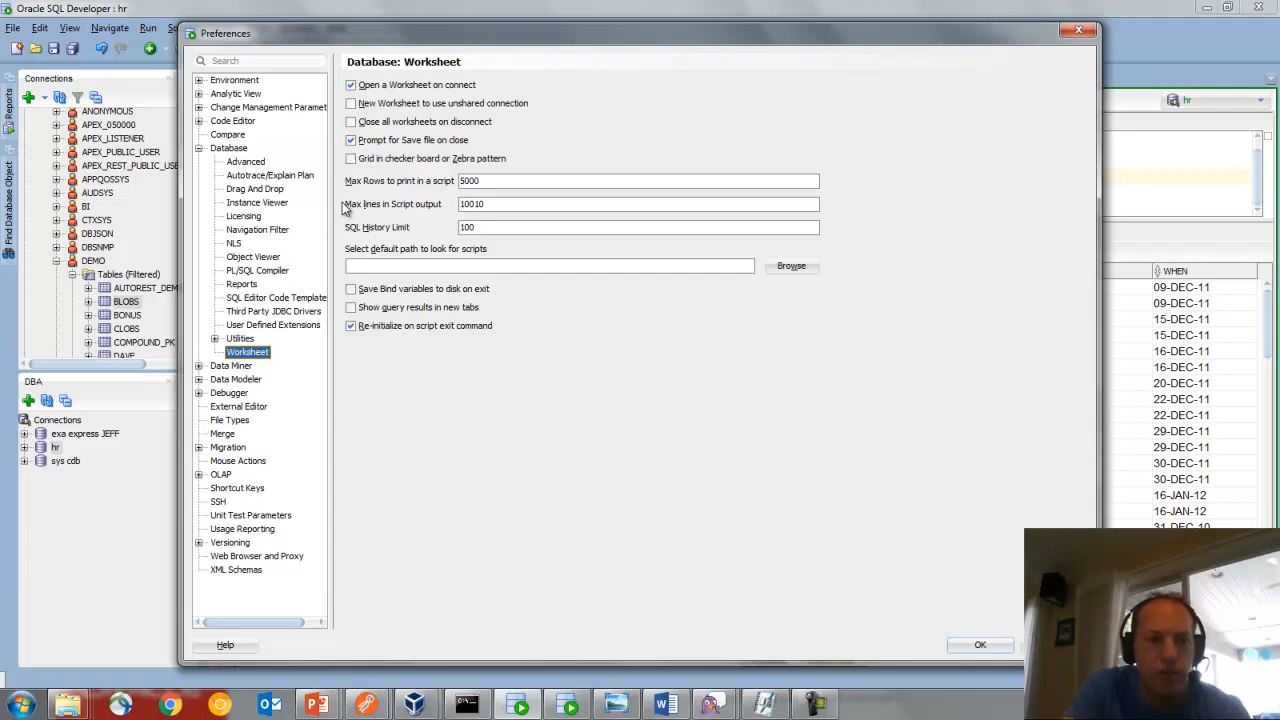 Oracle SQL Developer : hr
File Edit View Navigate Run
Connections
ANONYMOUS
APEX_050000
APEX_LISTENER
APEX_PUBLIC_USER
APEX_REST_PUBLIC_US
APPQOSSYS
AUDSYS
BI
CTXSYS
DBJSON
DBSNMP
DEMO
Tables (Filtered)
AUTOREST_DEM
BLOBS
BONUS
CLOBS
COMPOUND_PK
DAVE
Reports
Find Database Object
DBA
Connections
exa express JEFF
hr
sys cdb
Preferences
Search
Environment
Analytic View
Change Management Paramet
Code Editor
Compare
Database
Advanced
Autotrace/Explain Plan
Drag And Drop
Instance Viewer
Licensing
Navigation Filter
NLS
Object Viewer
PL/SQL Compiler
Reports
SQL Editor Code Template
Third Party JDBC Drivers
User Defined Extensions
Utilities
Worksheet
Data Miner
Data Modeler
Debugger
External Editor
File Types
Merge
Migration
Mouse Actions
OLAP
Shortcut Keys
SSH
Unit Test Parameters
Usage Reporting
Versioning
Web Browser and Proxy
XML Schemas
Database: Worksheet
Open a Worksheet on connect
New Worksheet to use unshared connection
Close all worksheets on disconnect
Prompt for Save file on close
Grid in checker board or Zebra pattern
Max Rows to print in a script 5000
Max lines in Script output 10010
SQL History Limit 100
Select default path to look for scripts
Browse
Save Bind variables to disk on exit
Show query results in new tabs
Re-initialize on script exit command
Help
OK
hr
WHEN
09-DEC-11
09-DEC-11
15-DEC-11
15-DEC-11
16-DEC-11
16-DEC-11
20-DEC-11
22-DEC-11
22-DEC-11
29-DEC-11
29-DEC-11
30-DEC-11
30-DEC-11
16-JAN-12
16-JAN-12
31-DEC-10